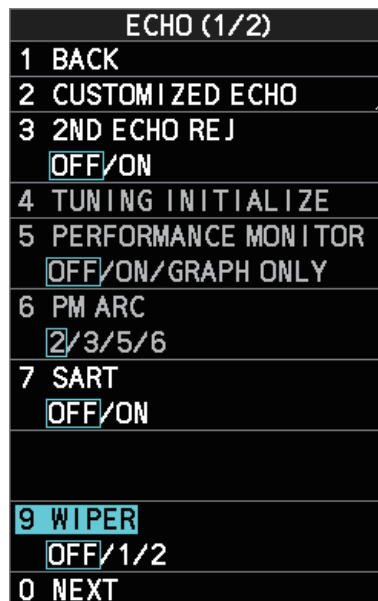 ECHO (1/2)
1 BACK
2 CUSTOMIZED ECHO
3 2ND ECHO REJ
OFF/ON
4 TUNING INITIALIZE
5 PERFORMANCE MONITOR
OFF/ON/GRAPH ONLY
6 PM ARC
2/3/5/6
7 SART
OFF/ON
9 WIPER
OFF/1/2
0 NEXT